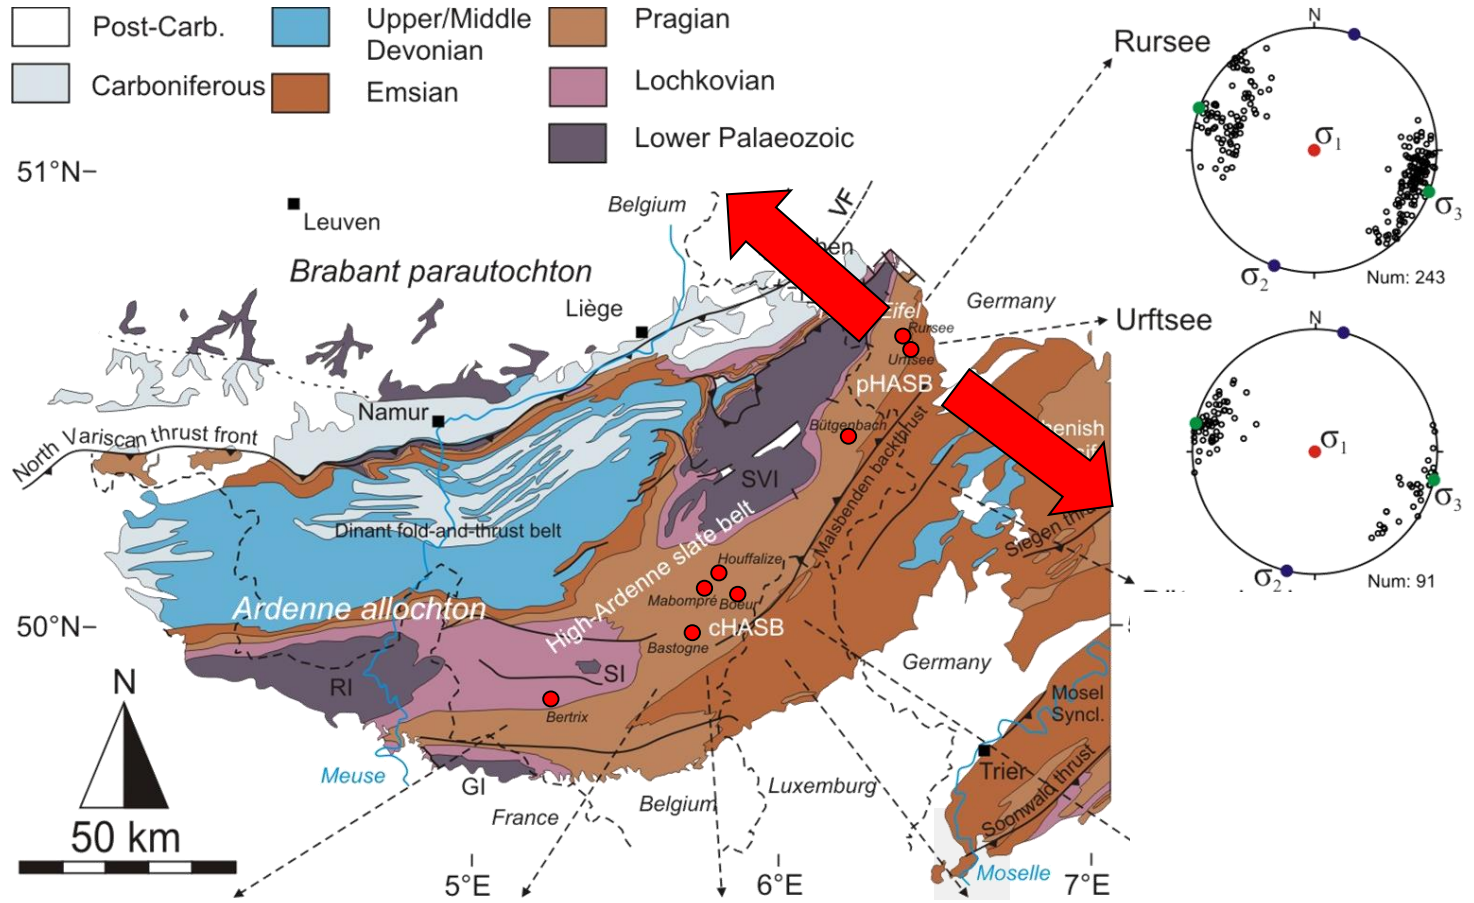 Post-Carb.
Carboniferous
Upper/Middle
Devonian
Emsian
Pragian
Lochkovian
Lower Palaeozoic
51°N
50°N
Leuven
Brabant parautochton
Belgium
VF
hen
Liège
Namur
North Variscan thrust front
Eifel
Germany
Rursee
Urftsee
pHASB
Bütgenbach
Malsbenden backthrust
henish
SVI
Dinant fold-and-thrust belt
High-Ardenne slate belt
Siegen thru
Houffalize
Mabompré
Boeur
cHASB
Bastogne
Ardenne allochton
RI
SI
Bertrix
Germany
Mosel
Syncl.
Trier
Soonwald thrust
Moselle
Meuse
GI
France
Belgium
Luxemburg
N
50 km
5°E
6°E
7°E
Rursee
N
σ1
σ3
σ2
Num: 243
Urftsee
N
σ1
σ3
σ2
Num: 91